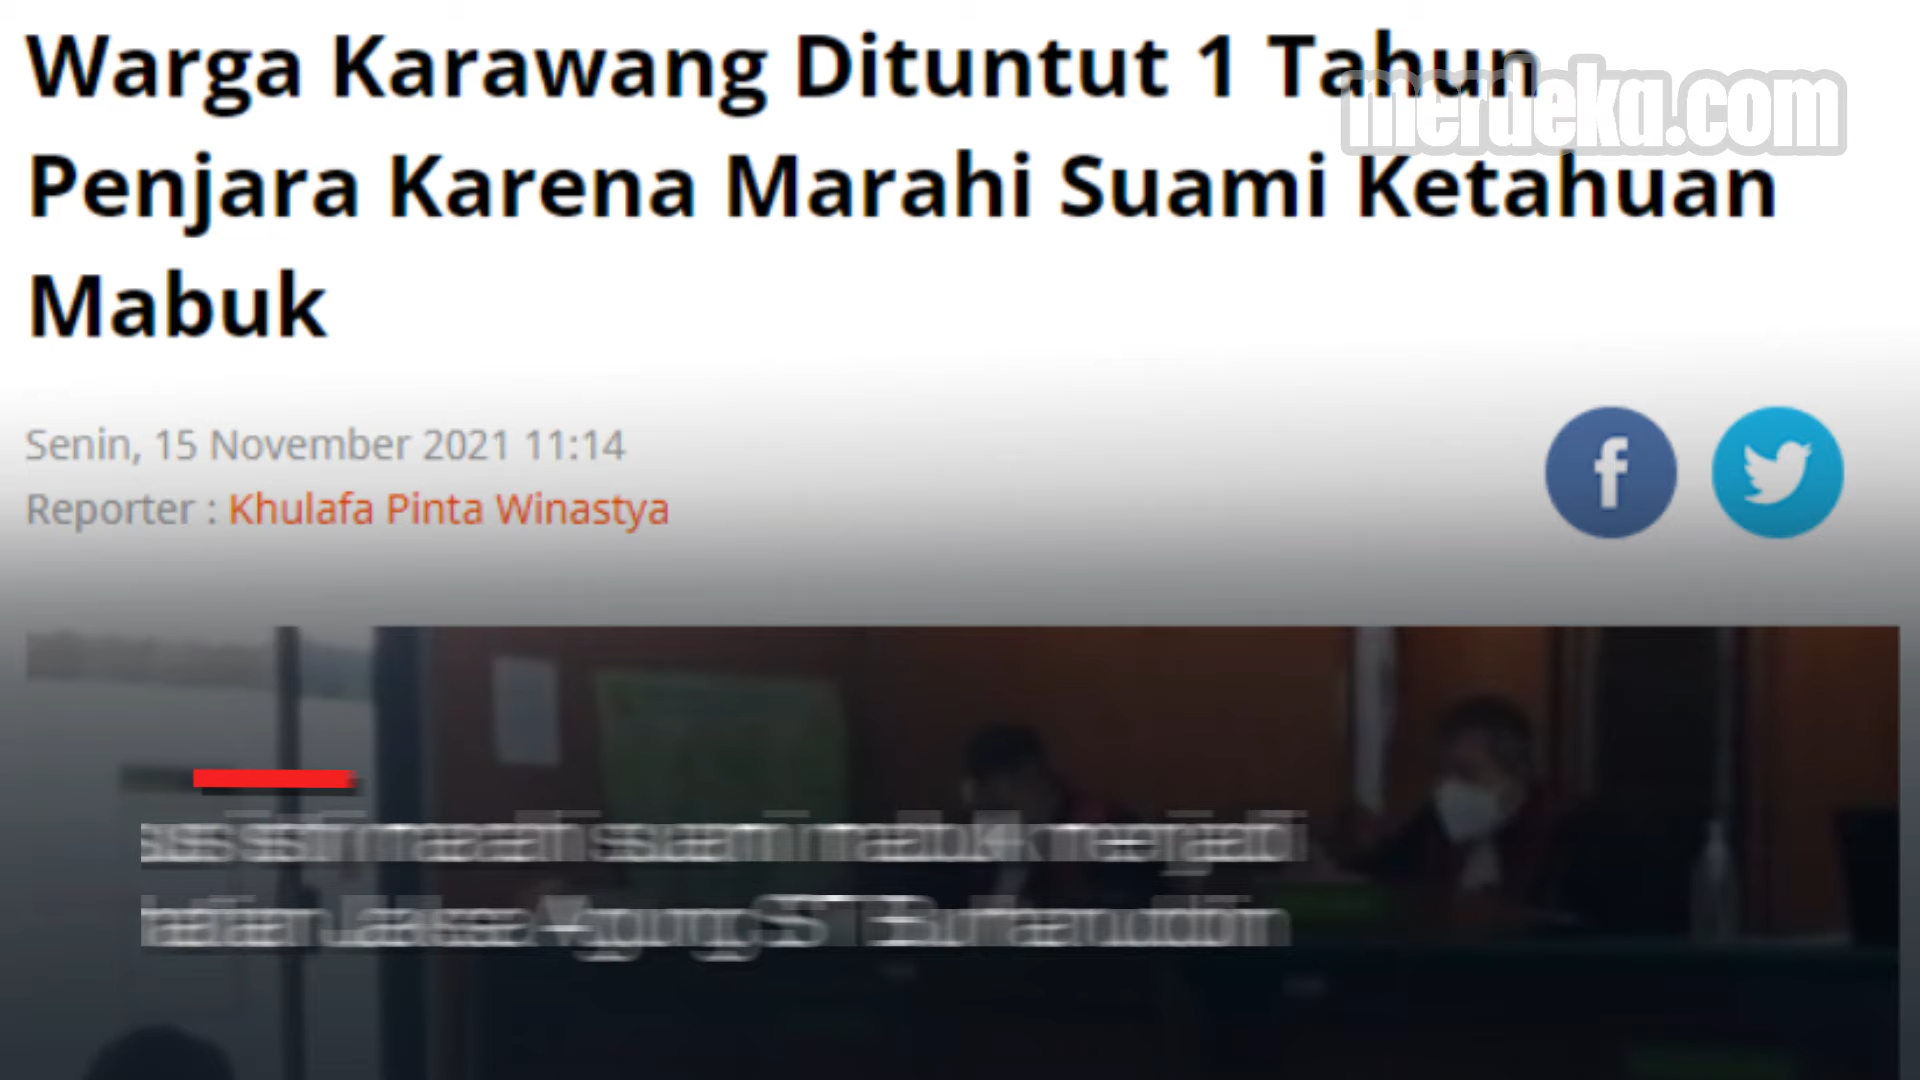 Warga Karawang Dituntut 1 Tahun
merdeka.com
Penjara Karena Marahi Suami Ketahuan
Mabuk
Senin, 15 November 2021 11:14
Reporter : Khulafa Pinta Winastya